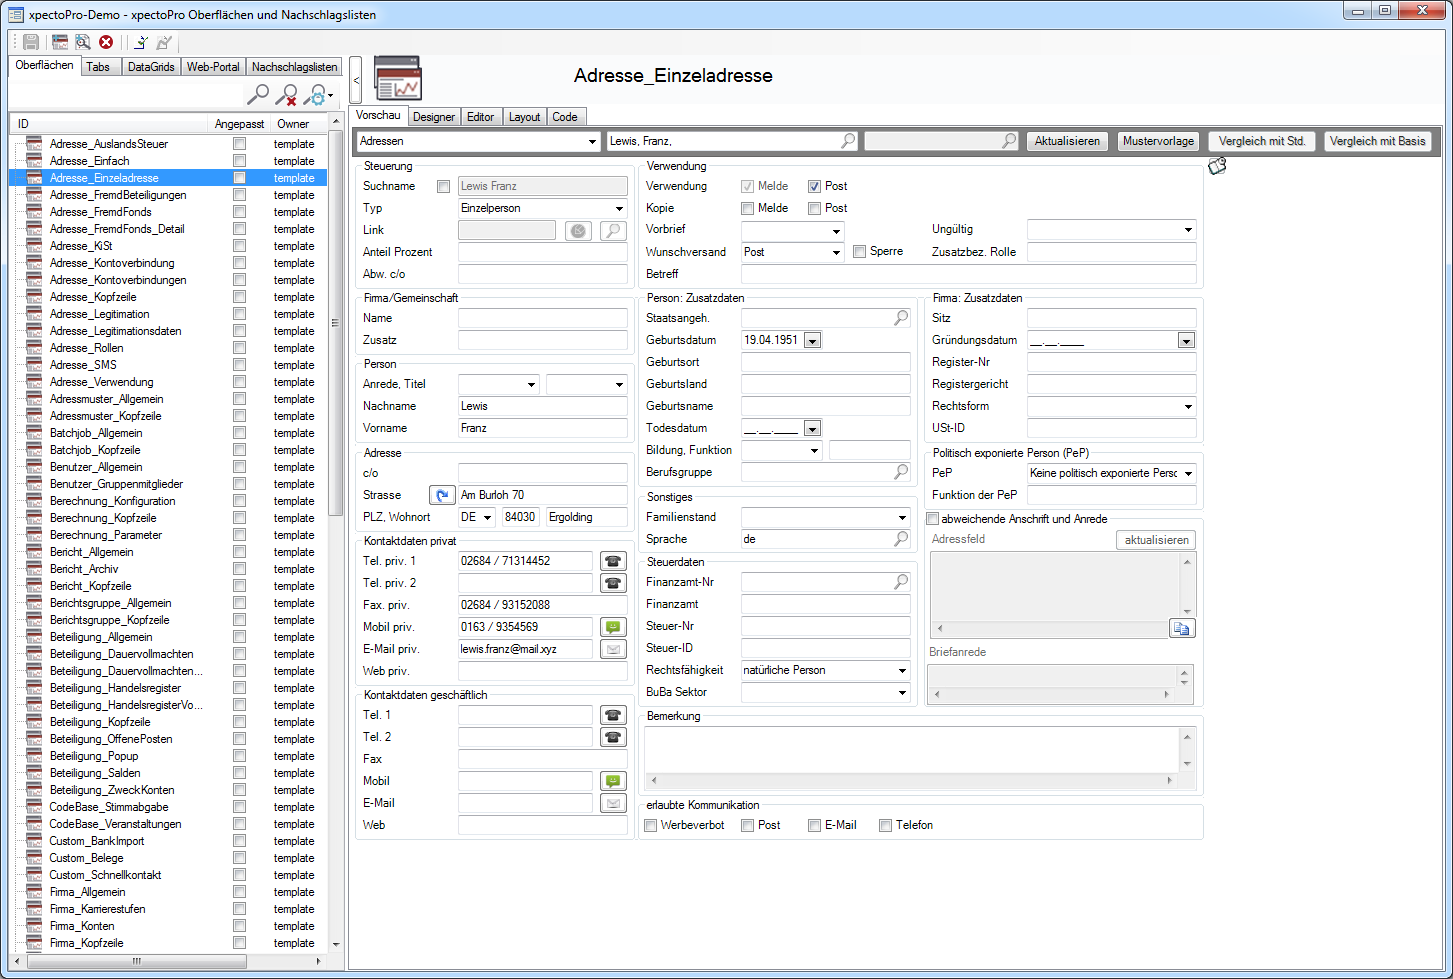 xpectoPro-Demo - xpectoPro Oberflächen und Nachschlagslisten
Oberflächen Tabs DataGrids Web-Portal Nachschlagslisten
ID Angepasst Owner
Adresse_AuslandsSteuer template
Adresse_Einfach template
Adresse_Einzeladresse template
Adresse_FremdBeteiligungen template
Adresse_FremdFonds template
Adresse_FremdFonds_Detail template
Adresse_KiSt template
Adresse_Kontoverbindung template
Adresse_Kontoverbindungen template
Adresse_Kopfzeile template
Adresse_Legitimation template
Adresse_Legitimationsdaten template
Adresse_Rollen template
Adresse_SMS template
Adresse_Verwendung template
Adressmuster_Allgemein template
Adressmuster_Kopfzeile template
Batchjob_Allgemein template
Batchjob_Kopfzeile template
Benutzer_Allgemein template
Benutzer_Gruppenmitglieder template
Berechnung_Konfiguration template
Berechnung_Kopfzeile template
Berechnung_Parameter template
Bericht_Allgemein template
Bericht_Archiv template
Bericht_Kopfzeile template
Berichtsgruppe_Allgemein template
Berichtsgruppe_Kopfzeile template
Beteiligung_Allgemein template
Beteiligung_Dauervollmachten template
Beteiligung_Dauervollmachten... template
Beteiligung_Handelsregister template
Beteiligung_HandelsregisterVo... template
Beteiligung_Kopfzeile template
Beteiligung_OffenePosten template
Beteiligung_Popup template
Beteiligung_Salden template
Beteiligung_ZweckKonten template
CodeBase_Stimmabgabe template
CodeBase_Veranstaltungen template
Custom_BankImport template
Custom_Belege template
Custom_Schnellkontakt template
Firma_Allgemein template
Firma_Karrierestufen template
Firma_Konten template
Firma_Kopfzeile template
<
Adresse_Einzeladresse
Vorschau Designer Editor Layout Code
Adressen Lewis, Franz, Aktualisieren Mustervorlage Vergleich mit Std. Vergleich mit Basis
Steuerung
Suchname Lewis Franz
Typ Einzelperson
Link
Anteil Prozent
Abw. c/o
Firma/Gemeinschaft
Name
Zusatz
Person
Anrede, Titel
Nachname Lewis
Vorname Franz
Adresse
c/o
Strasse Am Burloh 70
PLZ, Wohnort DE 84030 Ergolding
Kontaktdaten privat
Tel. priv. 1 02684 / 71314452
Tel. priv. 2
Fax. priv. 02684 / 93152088
Mobil priv. 0163 / 9354569
E-Mail priv. lewis.franz@mail.xyz
Web priv.
Kontaktdaten geschäftlich
Tel. 1
Tel. 2
Fax
Mobil
E-Mail
Web
Verwendung
Verwendung Melde Post
Kopie Melde Post
Vorbrief Ungültig
Wunschversand Post Sperre Zusatzbez. Rolle
Betreff
Person: Zusatzdaten
Staatsangeh.
Geburtsdatum 19.04.1951
Geburtsort
Geburtsland
Geburtsname
Todesdatum __.__.____
Bildung, Funktion
Berufsgruppe
Sonstiges
Familienstand
Sprache de
Steuerdaten
Finanzamt-Nr
Finanzamt
Steuer-Nr
Steuer-ID
Rechtsfähigkeit natürliche Person
BuBa Sektor
Firma: Zusatzdaten
Sitz
Gründungsdatum __.__.____
Register-Nr
Registergericht
Rechtsform
USt-ID
Politisch exponierte Person (PeP)
PeP Keine politisch exponierte Persc
Funktion der PeP
abweichende Anschrift und Anrede
Adressfeld aktualisieren
Briefanrede
Bemerkung
erlaubte Kommunikation
Werbeverbot Post E-Mail Telefon